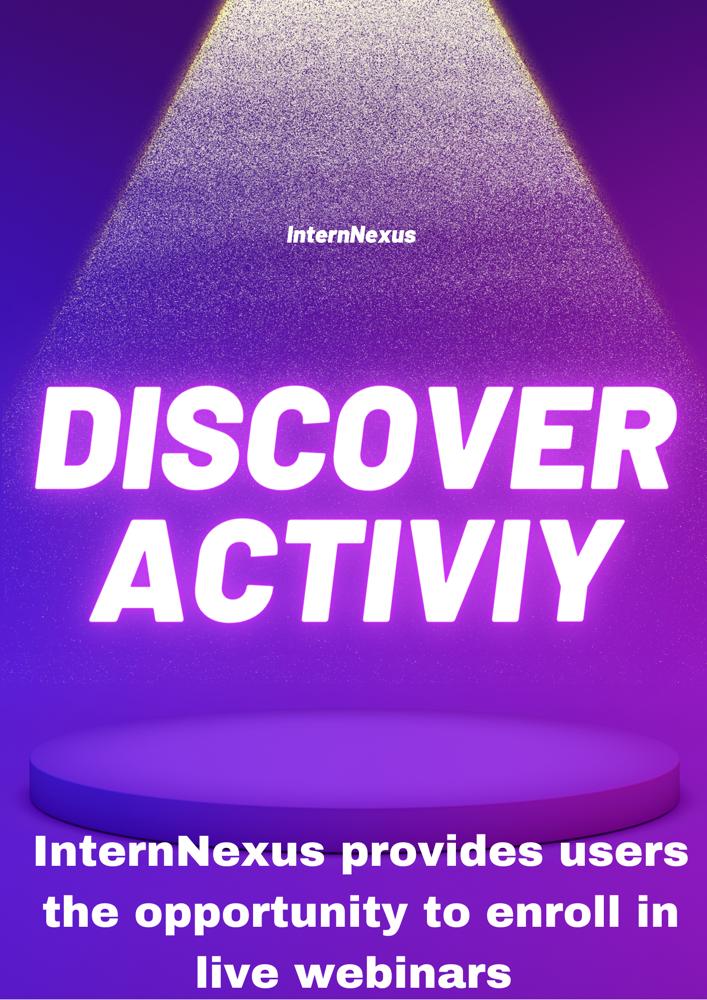 InternNexus
DISCOVER
ACTIVIY
InternNexus provides users
the opportunity to enroll in
live webinars